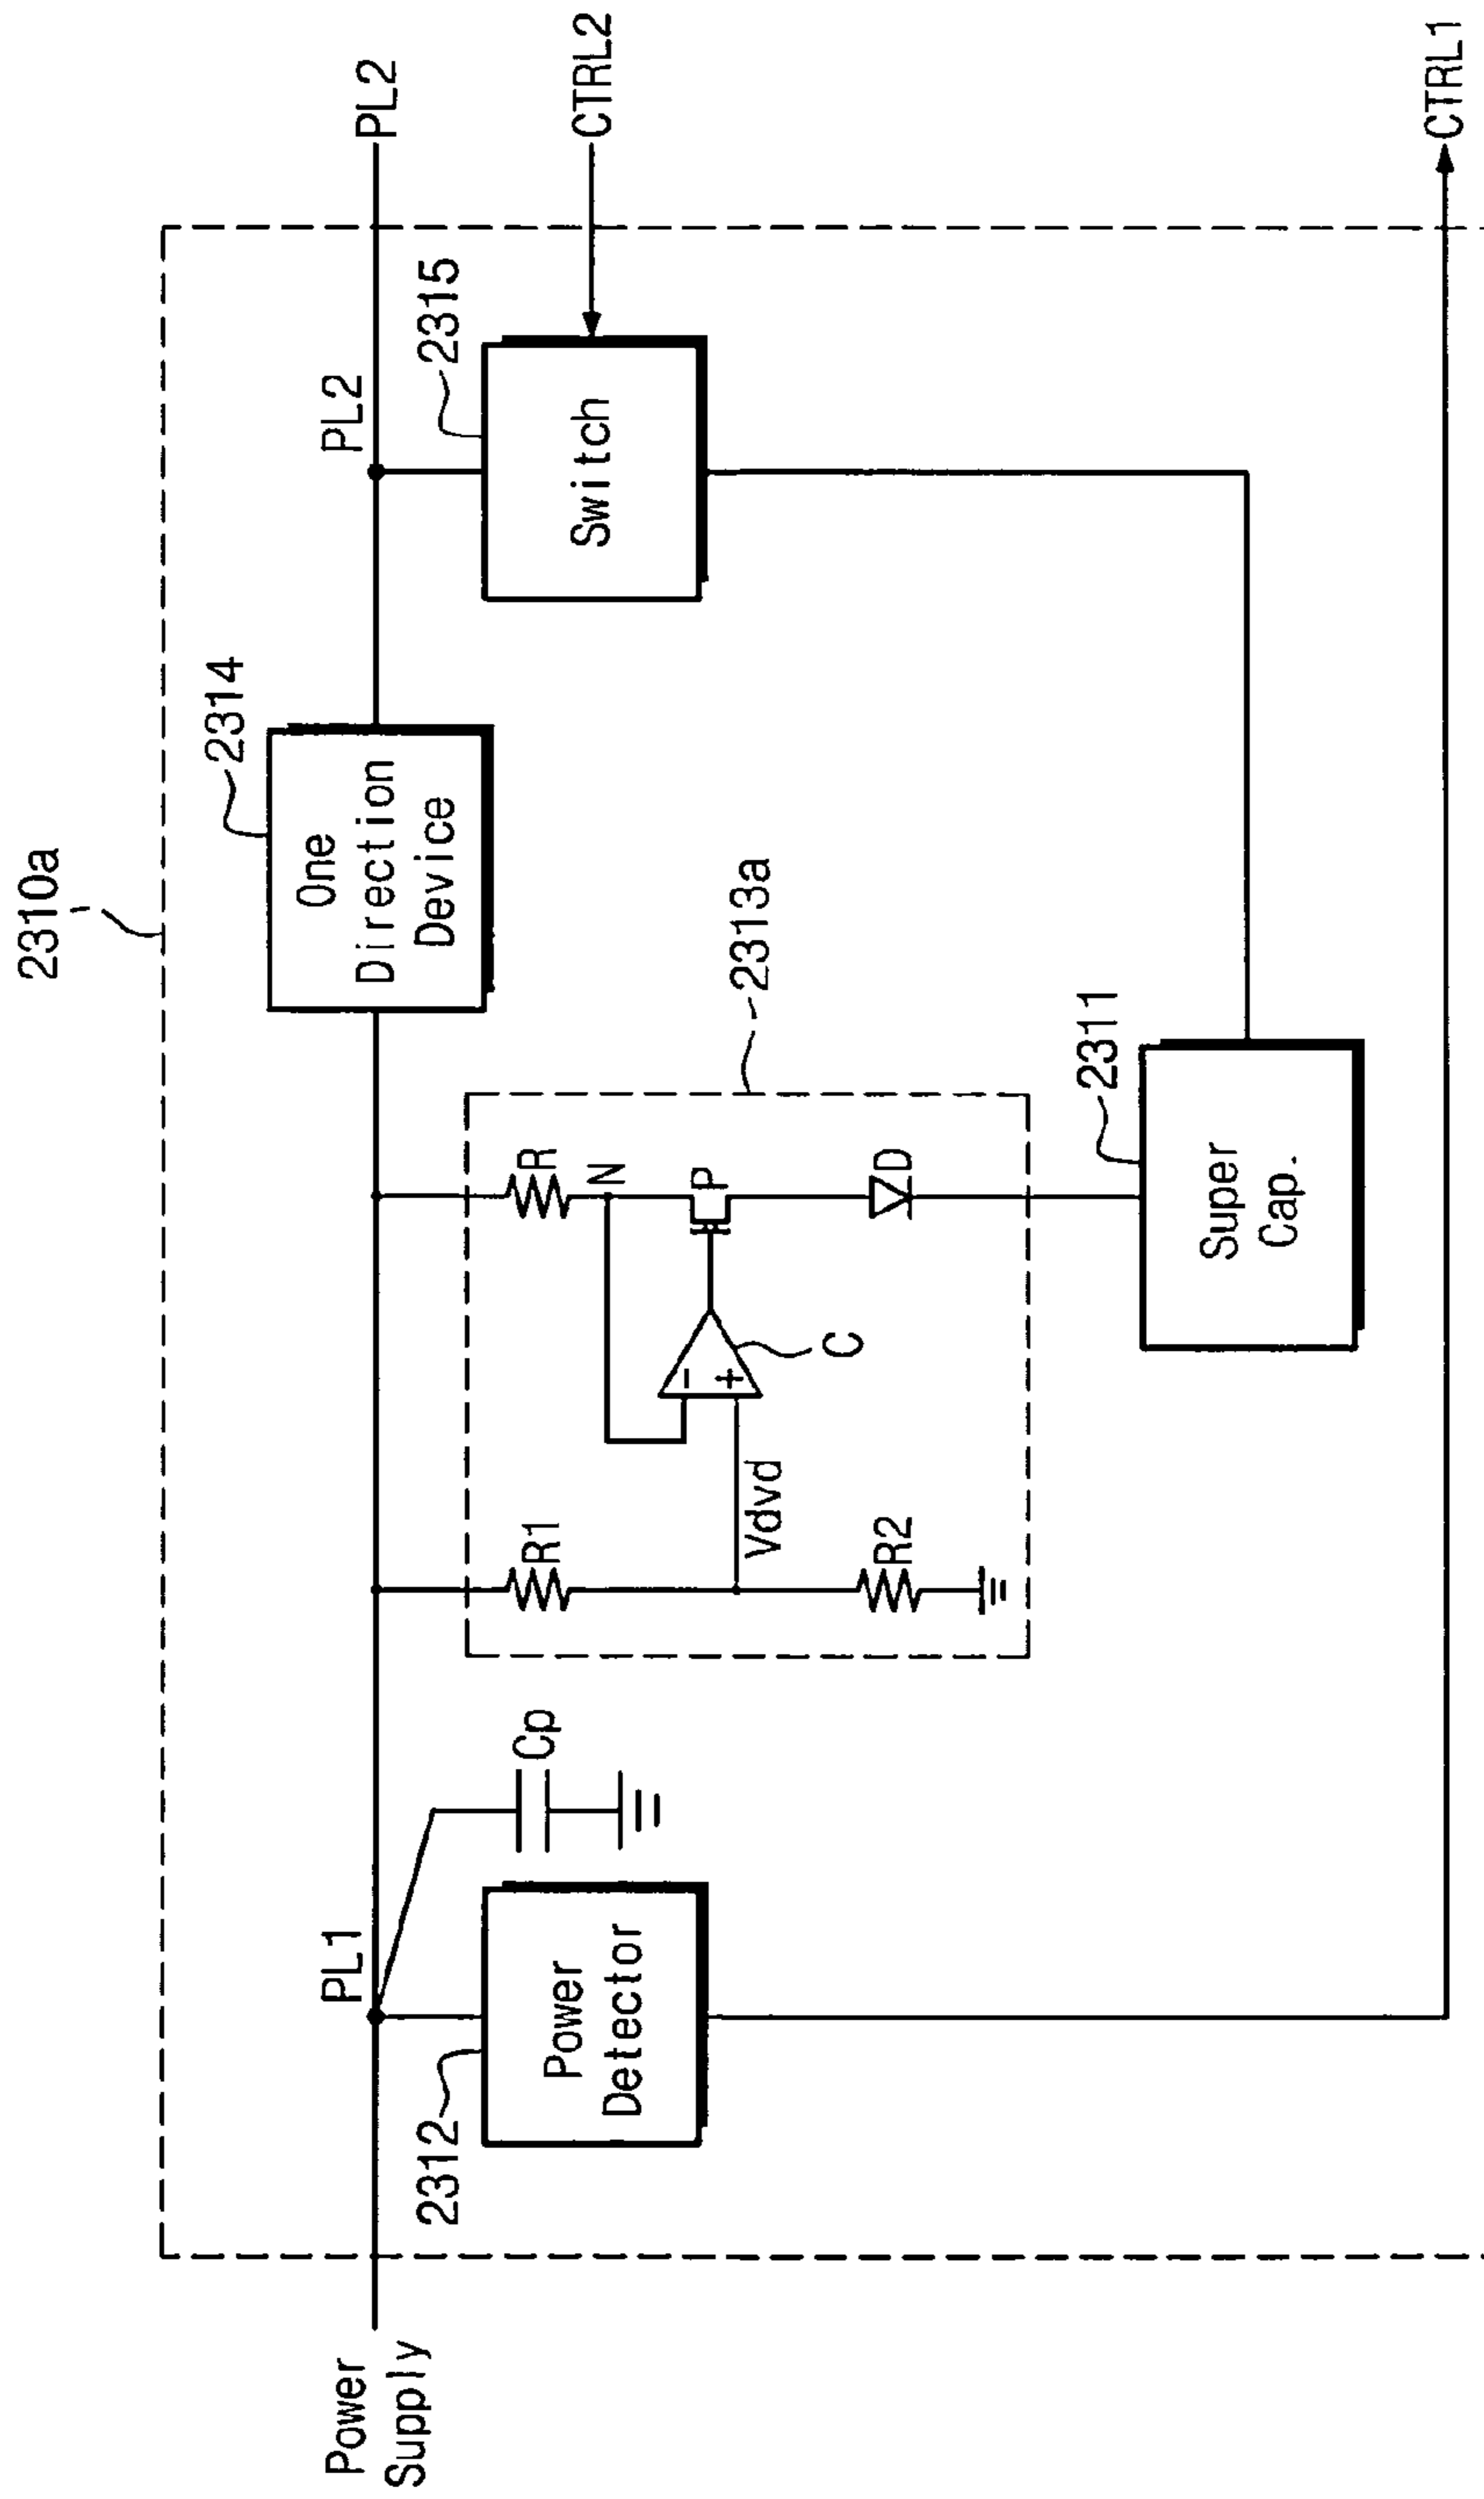 2310a
2314
One
Direction
Device
PL1
PL2
PL2
Power
Supply
2312
Power
Detector
Cp
R1
R
N
P
C
Vdvd
R2
D
-
+
2313a
2315
Switch
CTRL2
2311
Super
Cap.
CTRL1